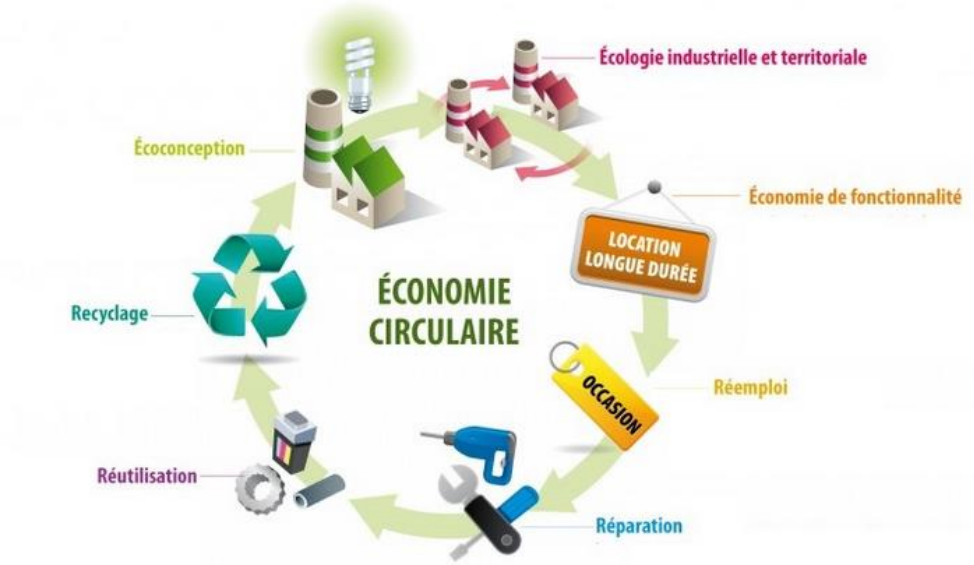 Écologie industrielle et territoriale
Écoconception
Économie de fonctionnalité
LOCATION
LONGUE DURÉE
ÉCONOMIE
CIRCULAIRE
Recyclage
OCCASION
Réemploi
Réutilisation
Réparation